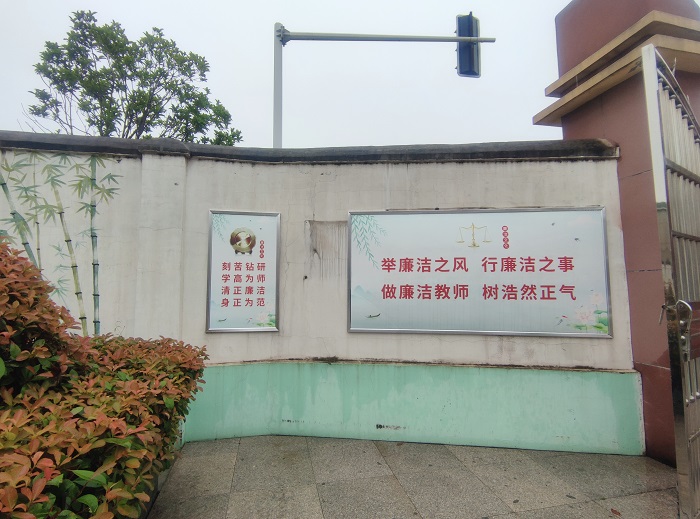 刻苦钻研
学高为师
清正廉洁
身正为范
举廉洁之风 行廉洁之事
做廉洁教师 树浩然正气